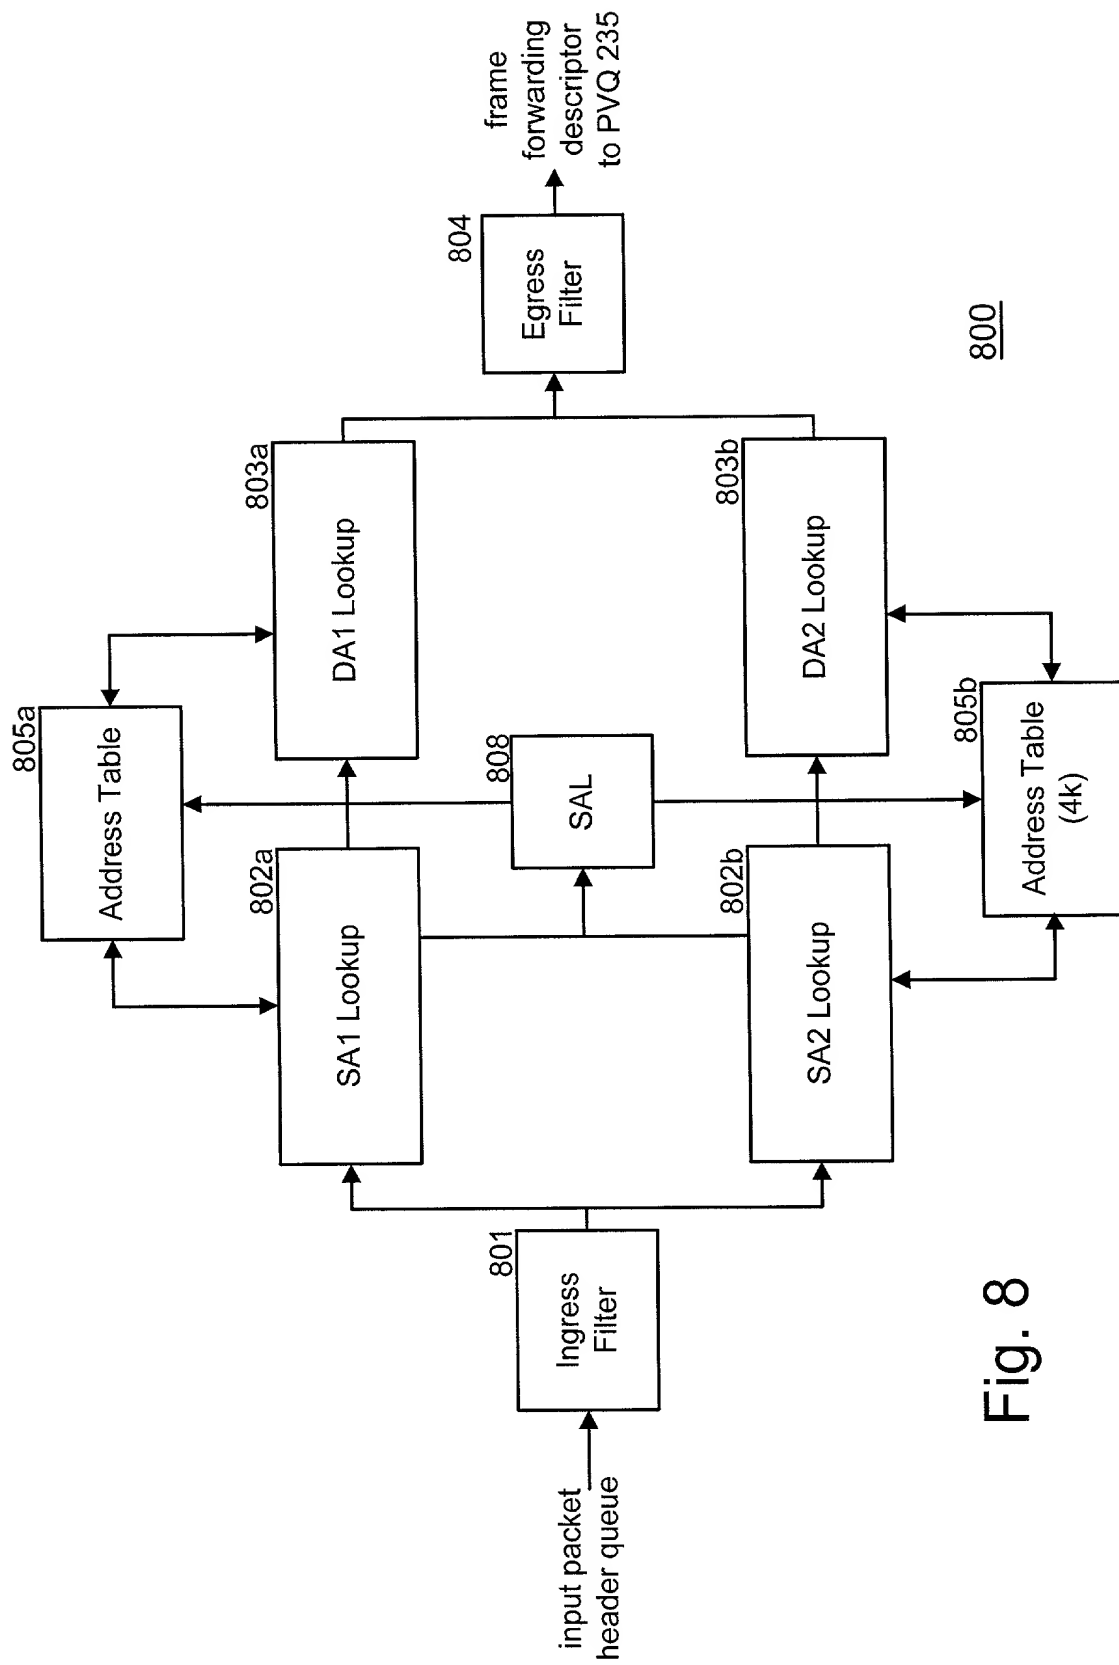 input packet
header queue
801
Ingress
Filter
802a
SA1 Lookup
802b
SA2 Lookup
805a
Address Table
808
SAL
805b
Address Table
(4k)
803a
DA1 Lookup
803b
DA2 Lookup
804
Egress
Filter
frame
forwarding
descriptor
to PVQ 235
800
Fig. 8